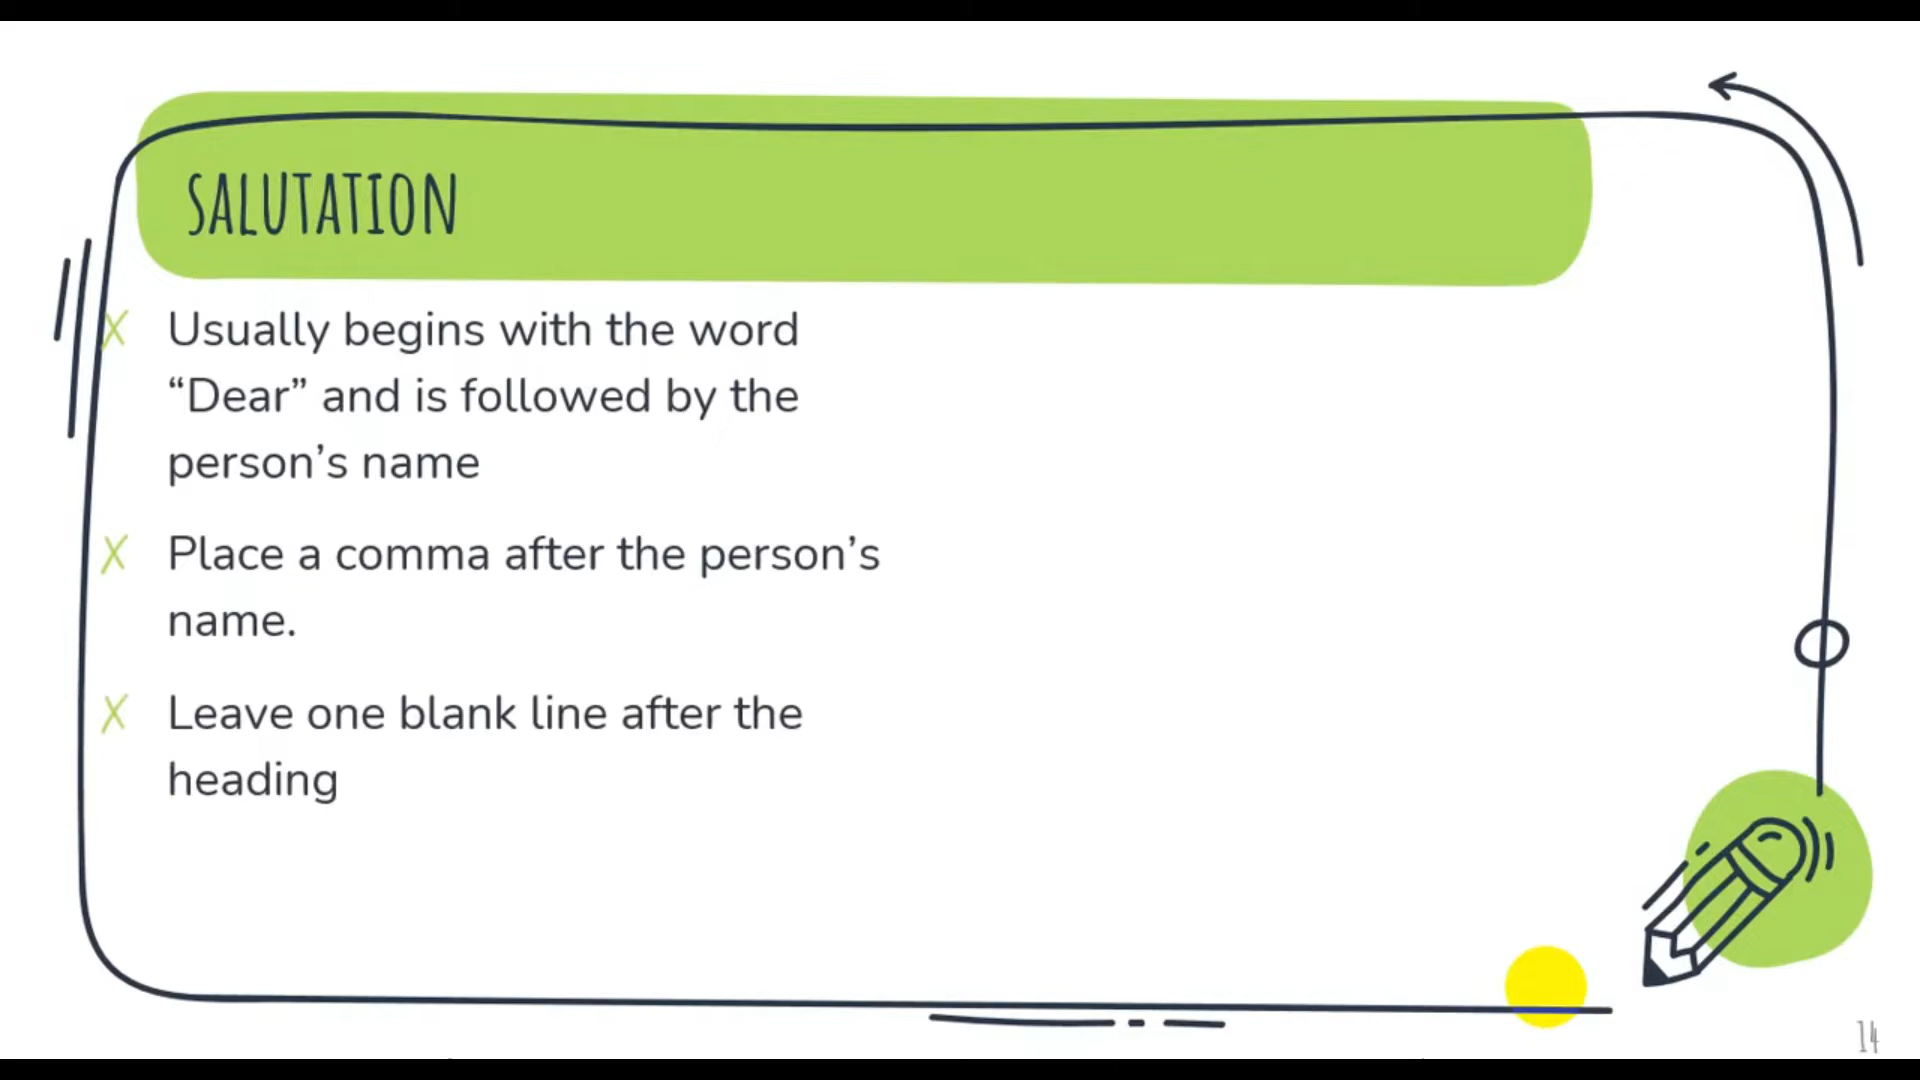 SALUTATION
X Usually begins with the word
“Dear” and is followed by the
person’s name
X Place a comma after the person’s
name.
X Leave one blank line after the
heading
14